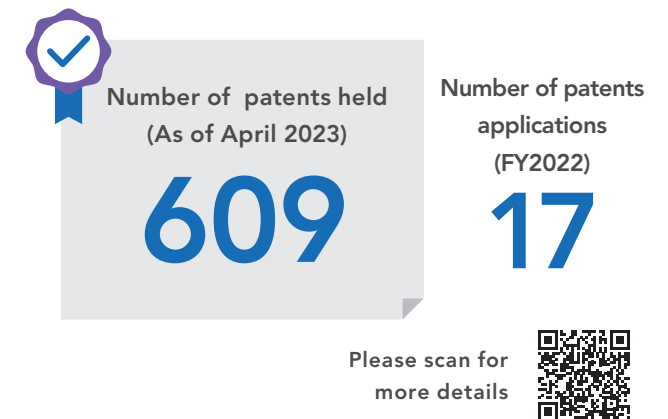 Number of patents held
(As of April 2023)
609
Number of patents
applications
(FY2022)
17
Please scan for
more details